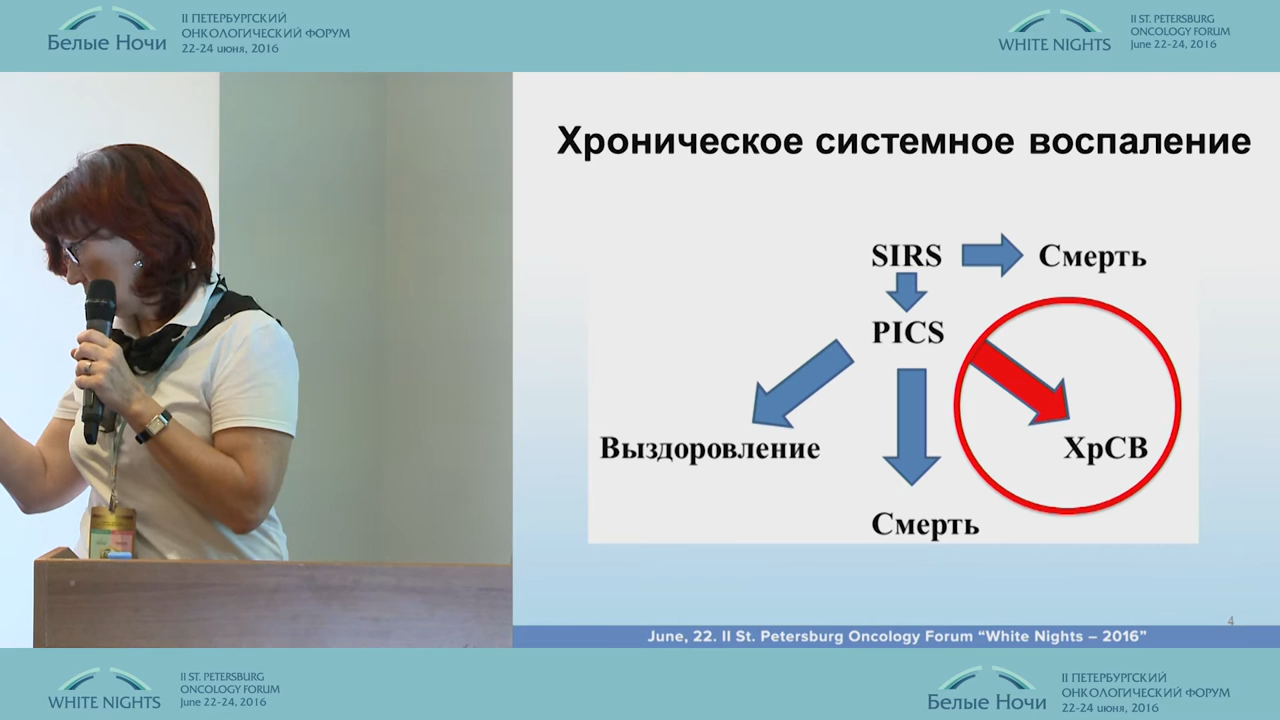 Белые Ночи
II ПЕТЕРБУРГСКИЙ
ОНКОЛОГИЧЕСКИЙ ФОРУМ
22-24 июня, 2016
WHITE NIGHTS
II ST. PETERSBURG
ONCOLOGY FORUM
June 22-24, 2016
Хроническое системное воспаление
SIRS
Смерть
PICS
Выздоровление
ХрСВ
Смерть
4
June, 22. II St. Petersburg Oncology Forum “White Nights – 2016”
WHITE NIGHTS
II ST. PETERSBURG
ONCOLOGY FORUM
June 22-24, 2016
Белые Ночи
II ПЕТЕРБУРГСКИЙ
ОНКОЛОГИЧЕСКИЙ ФОРУМ
22-24 июня, 2016